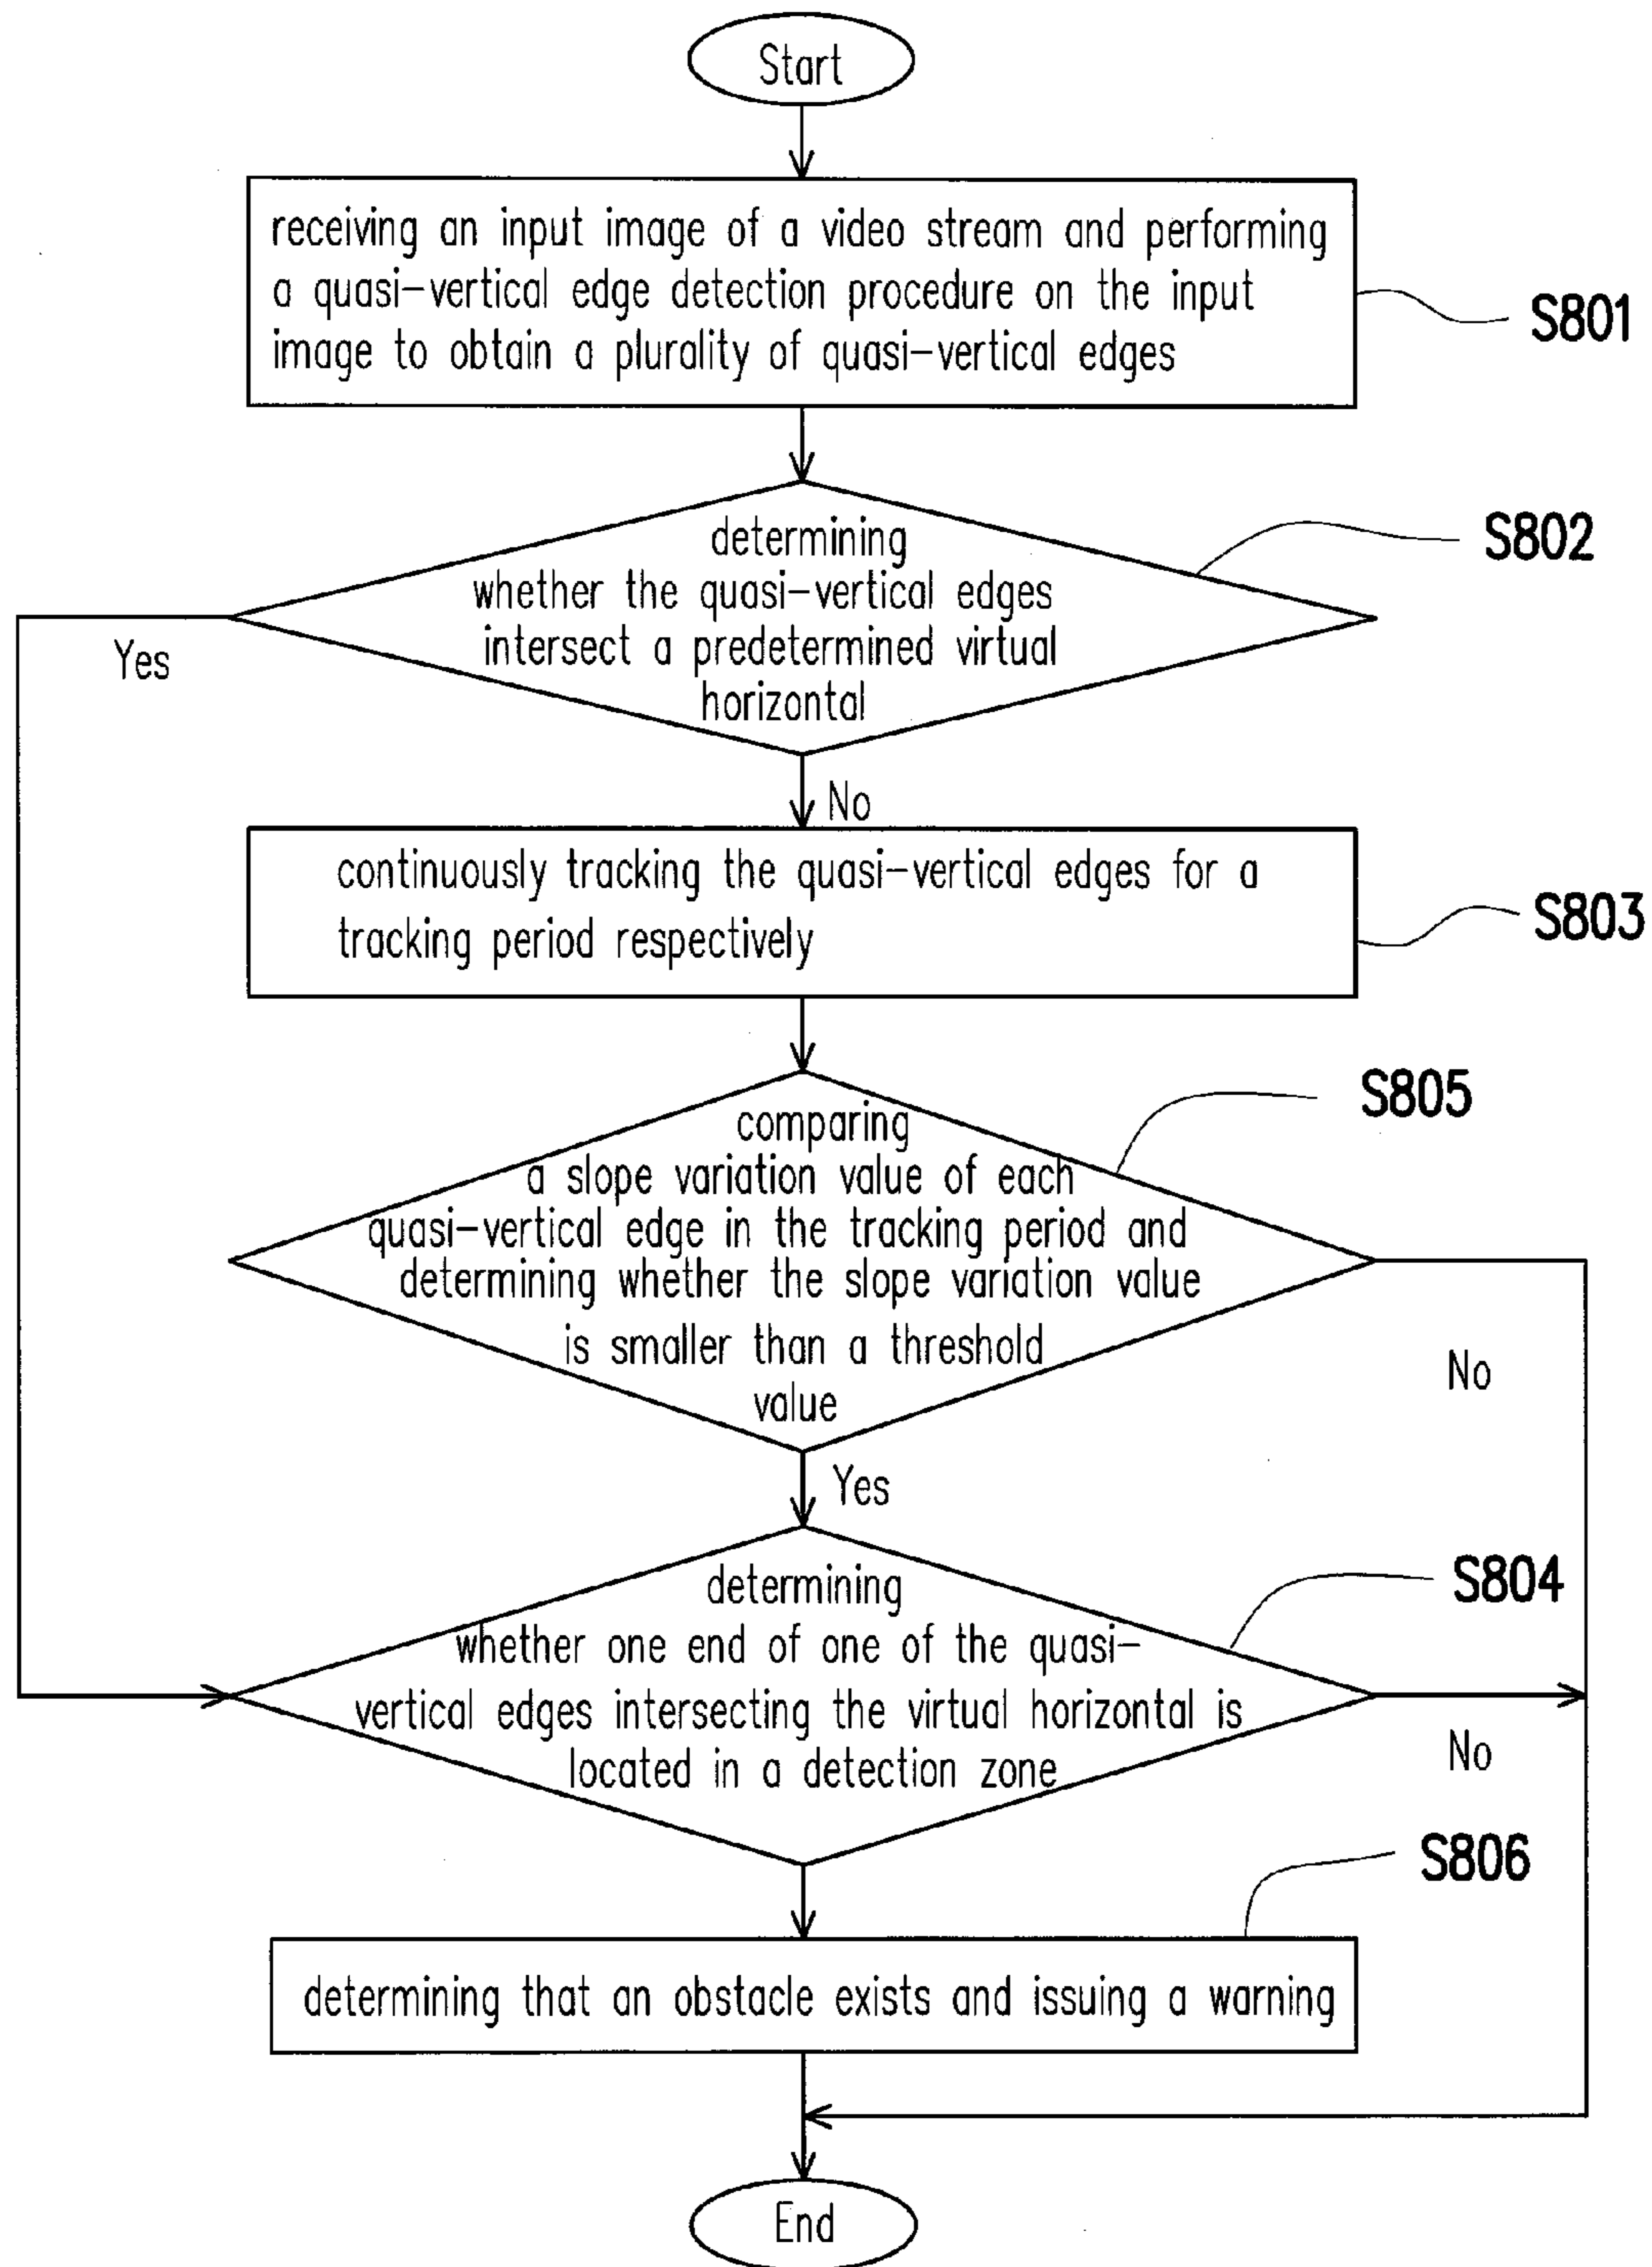 Start
receiving an input image of a video stream and performing
a quasi-vertical edge detection procedure on the input
image to obtain a plurality of quasi-vertical edges
S801
determining
whether the quasi-vertical edges
intersect a predetermined virtual
horizontal
S802
Yes
No
continuously tracking the quasi-vertical edges for a
tracking period respectively
S803
comparing
a slope variation value of each
quasi-vertical edge in the tracking period and
determining whether the slope variation value
is smaller than a threshold
value
S805
No
Yes
determining
whether one end of one of the quasi-
vertical edges intersecting the virtual horizontal is
located in a detection zone
S804
No
S806
determining that an obstacle exists and issuing a warning
End